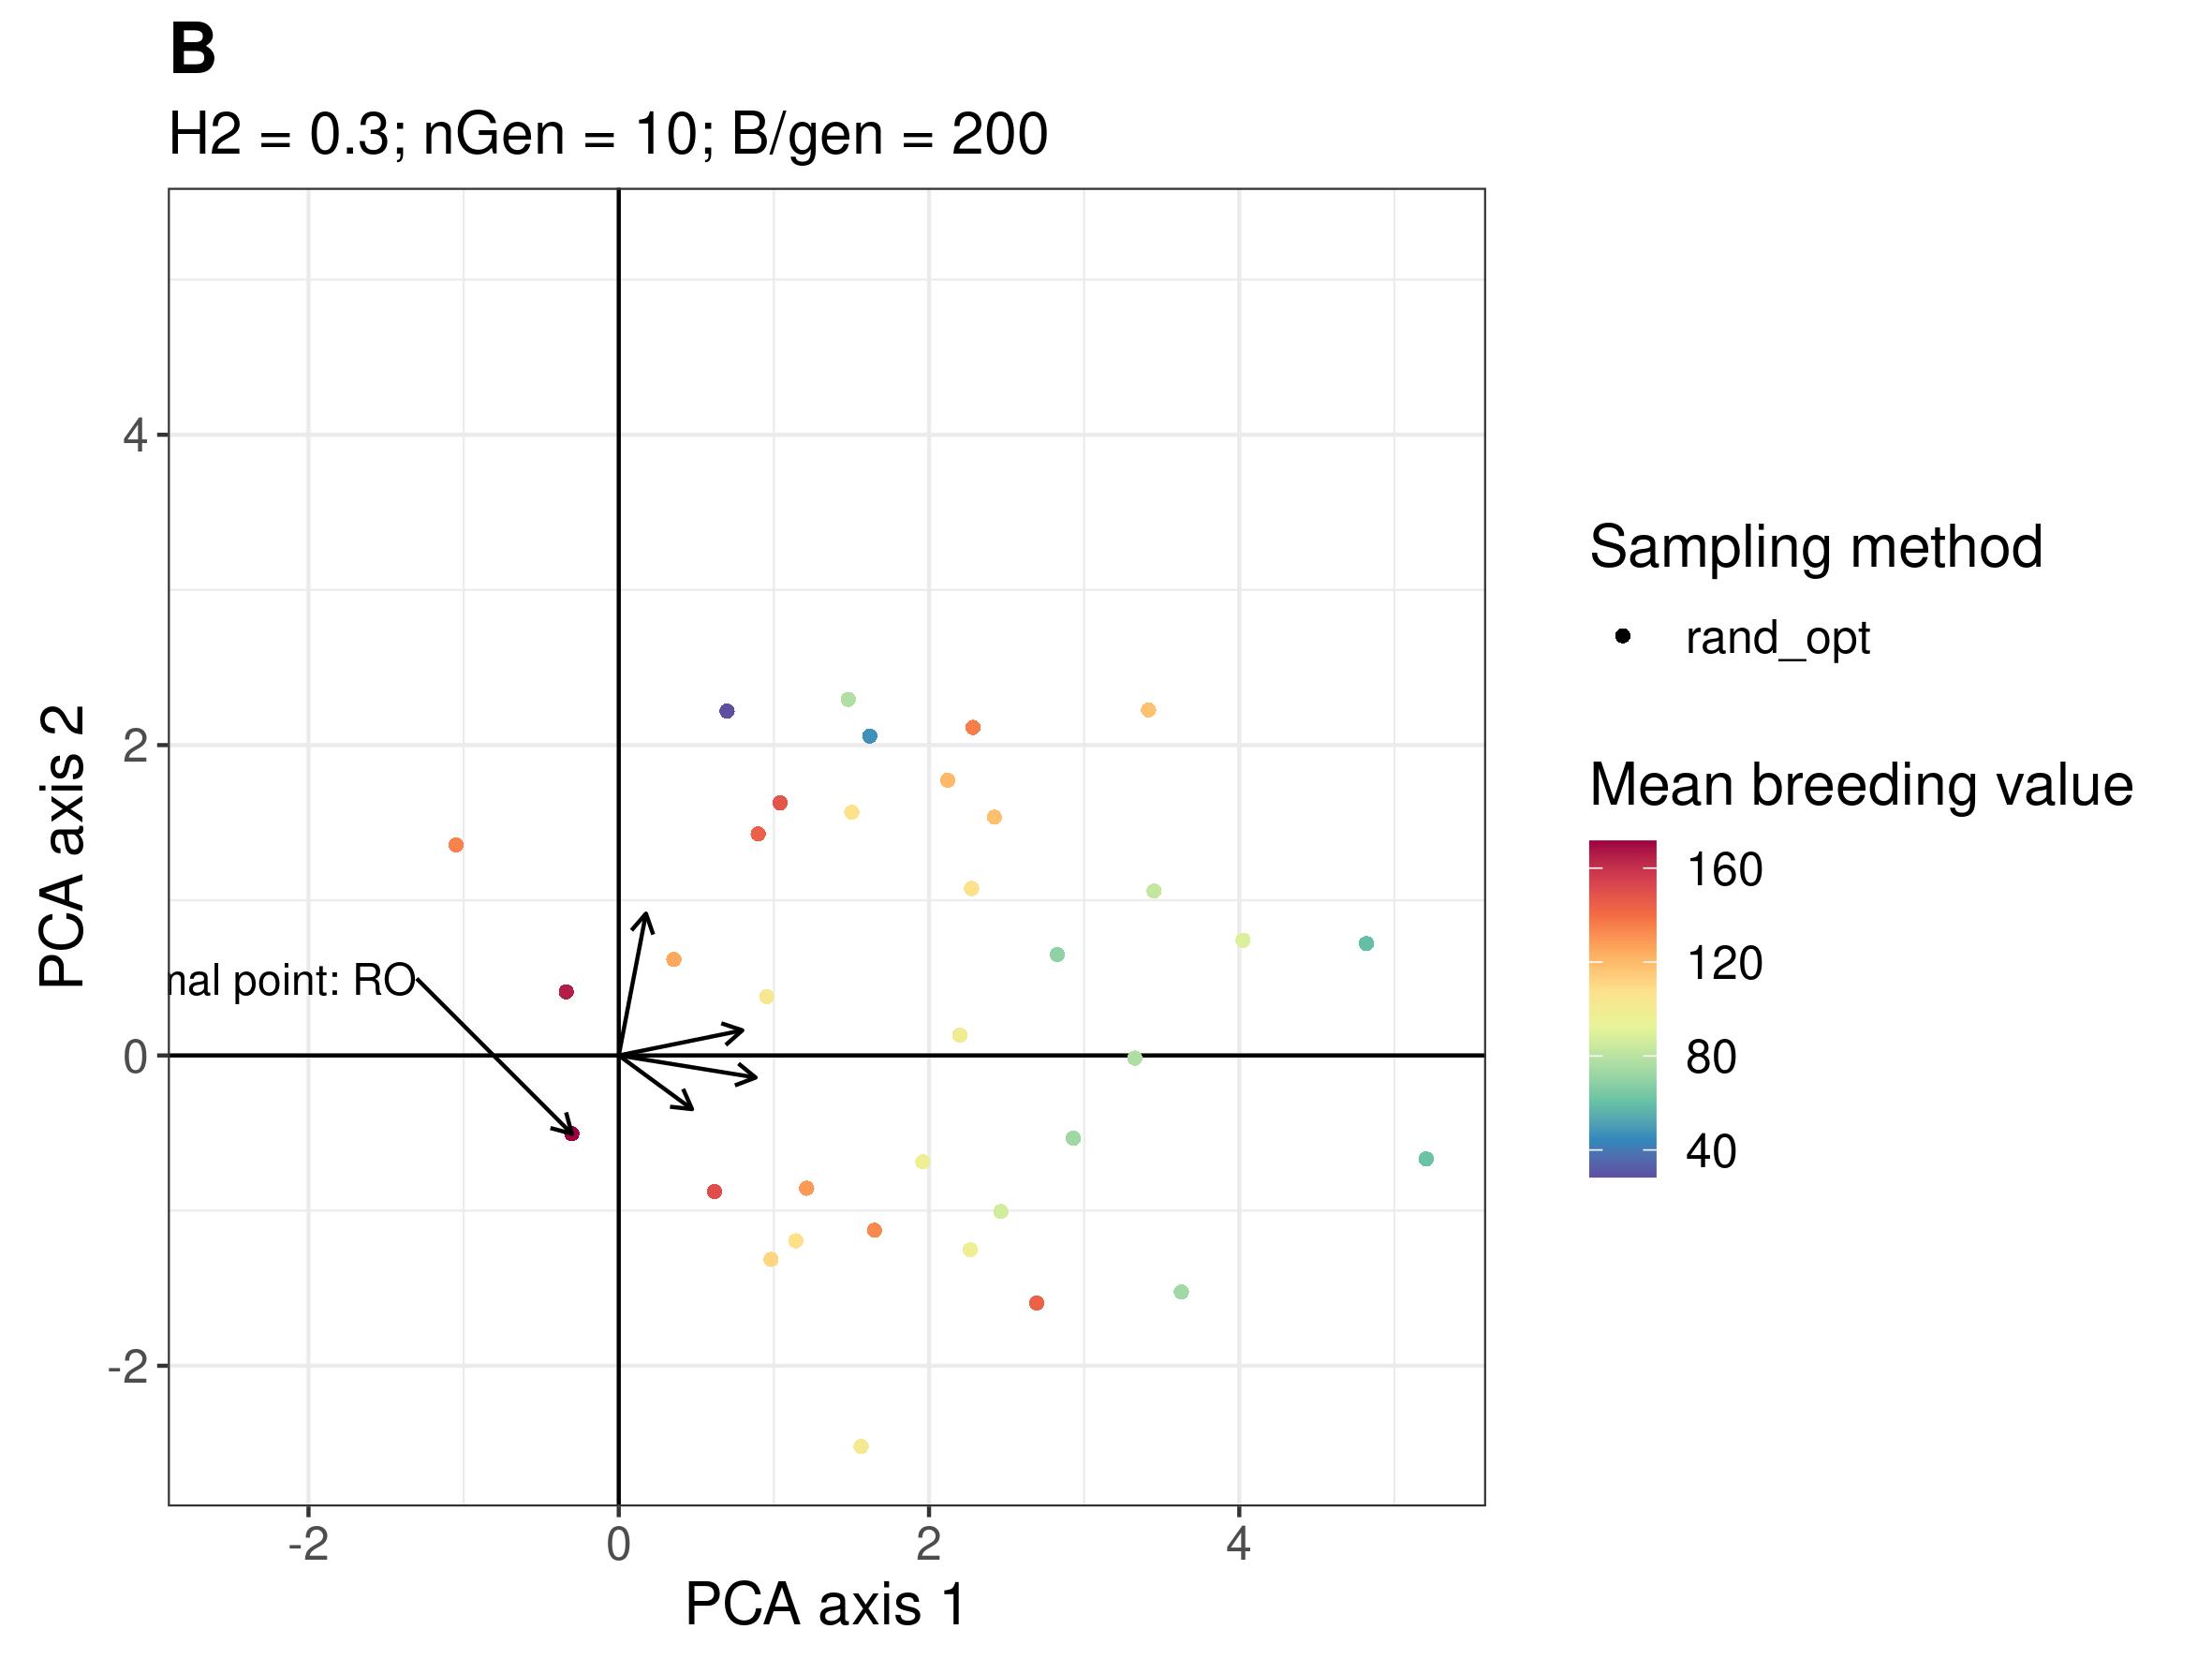 B
H2 = 0.3; nGen = 10; B/gen = 200
PCA axis 2
4
2
0
-2
nal point: RO
-2
0
2
4
PCA axis 1
Sampling method
rand_opt
Mean breeding value
160
120
80
40